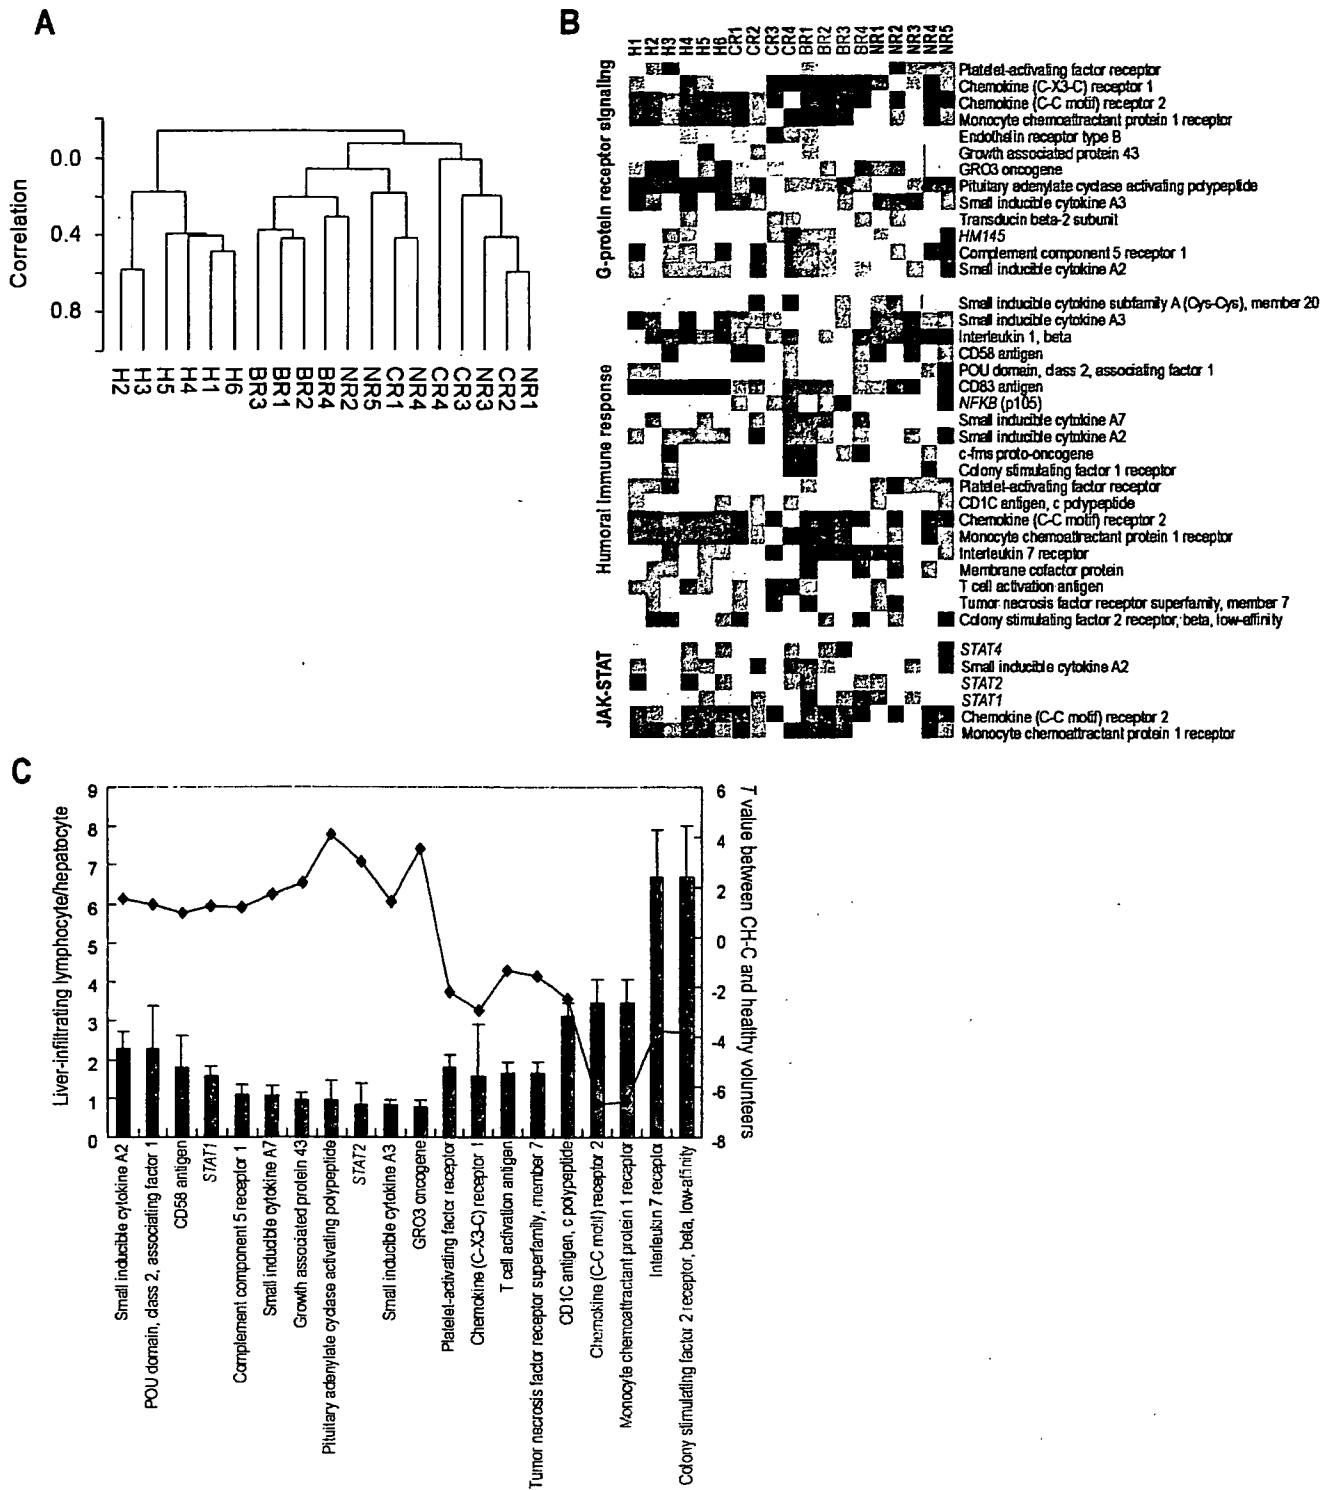 A
Correlation
0.0
0.4
0.8
H2 H3 H5 H4 H1 H6 BR3 BR1 BR2 BR4 NR2 NR5 CR1 NR4 CR4 CR3 NR3 CR2 NR1
B
H1 H2 H3 H4 H5 H6 CR1 CR2 CR3 CR4 BR1 BR2 BR3 BR4 NR1 NR2 NR3 NR4 NR5
G-protein receptor signaling
Platelet-activating factor receptor
Chemokine (C-X3-C) receptor 1
Chemokine (C-C motif) receptor 2
Monocyte chemoattractant protein 1 receptor
Endothelin receptor type B
Growth associated protein 43
GRO3 oncogene
Pituitary adenylate cyclase activating polypeptide
Small inducible cytokine A3
Transducin beta-2 subunit
HM145
Complement component 5 receptor 1
Small inducible cytokine A2
Humoral immune response
Small inducible cytokine subfamily A (Cys-Cys), member 20
Small inducible cytokine A3
Interleukin 1, beta
CD58 antigen
POU domain, class 2, associating factor 1
CD83 antigen
NFKB (p105)
Small inducible cytokine A7
Small inducible cytokine A2
c-fms proto-oncogene
Colony stimulating factor 1 receptor
Platelet-activating factor receptor
CD1C antigen, c polypeptide
Chemokine (C-C motif) receptor 2
Monocyte chemoattractant protein 1 receptor
Interleukin 7 receptor
Membrane cofactor protein
T cell activation antigen
Tumor necrosis factor receptor superfamily, member 7
Colony stimulating factor 2 receptor, beta, low-affinity
JAK-STAT
STAT4
Small inducible cytokine A2
STAT2
STAT1
Chemokine (C-C motif) receptor 2
Monocyte chemoattractant protein 1 receptor
C
Liver-infiltrating lymphocyte/hepatocyte
9
8
7
6
5
4
3
2
1
0
6
4
2
0
-2
-4
-6
-8
T value between CH-C and healthy volunteers
Small inducible cytokine A2
POU domain, class 2, associating factor 1
CD58 antigen
STAT1
Complement component 5 receptor 1
Small inducible cytokine A7
Growth associated protein 43
Pituitary adenylate cyclase activating polypeptide
STAT2
Small inducible cytokine A3
GRO3 oncogene
Platelet-activating factor receptor
Chemokine (C-X3-C) receptor 1
T cell activation antigen
Tumor necrosis factor receptor superfamily, member 7
CD1C antigen, c polypeptide
Chemokine (C-C motif) receptor 2
Monocyte chemoattractant protein 1 receptor
Interleukin 7 receptor
Colony stimulating factor 2 receptor, beta, low-affinity